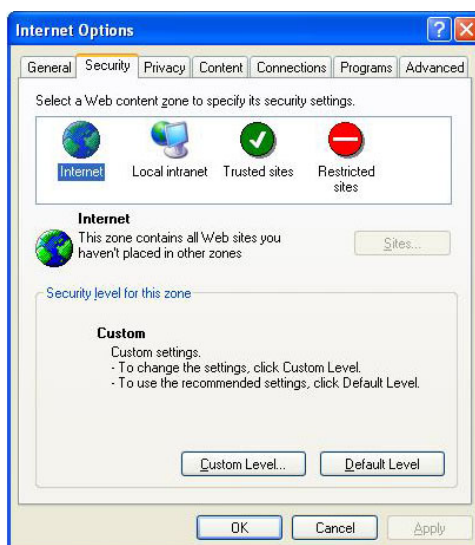 Internet Options
General Security Privacy Content Connections Programs Advanced
Select a Web content zone to specify its security settings.
Internet Local intranet Trusted sites Restricted
sites
Internet
This zone contains all Web sites you
haven't placed in other zones
Sites...
Security level for this zone
Custom
Custom settings.
- To change the settings, click Custom Level.
- To use the recommended settings, click Default Level.
Custom Level... Default Level
OK Cancel Apply